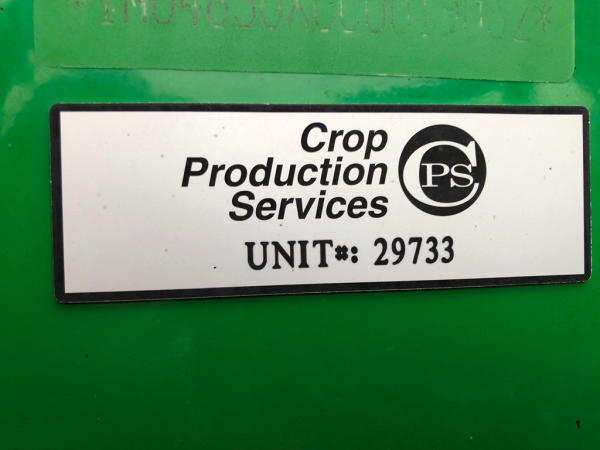 Crop
Production
Services
CPS
UNIT#: 29733